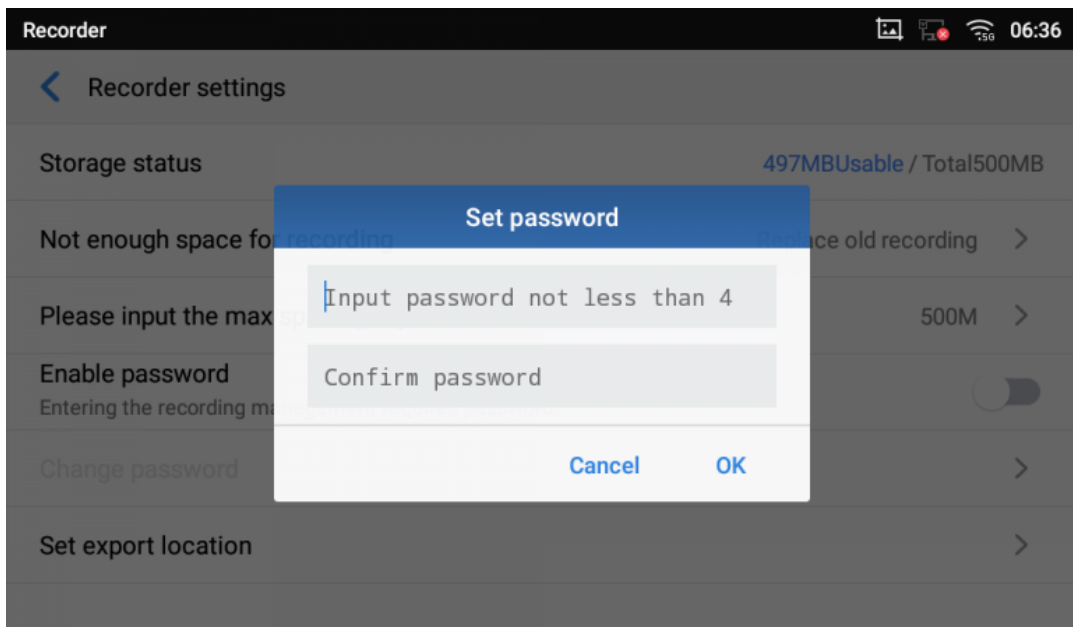 Recorder
5G 06:36
Recorder settings
Storage status 497MBUsable / Total500MB
Set password
Not enough space for recording Replace old recording
Input password not less than 4
Please input the max 500M
Enable password
Confirm password
Entering the recording
Cancel OK
Change password
Set export location